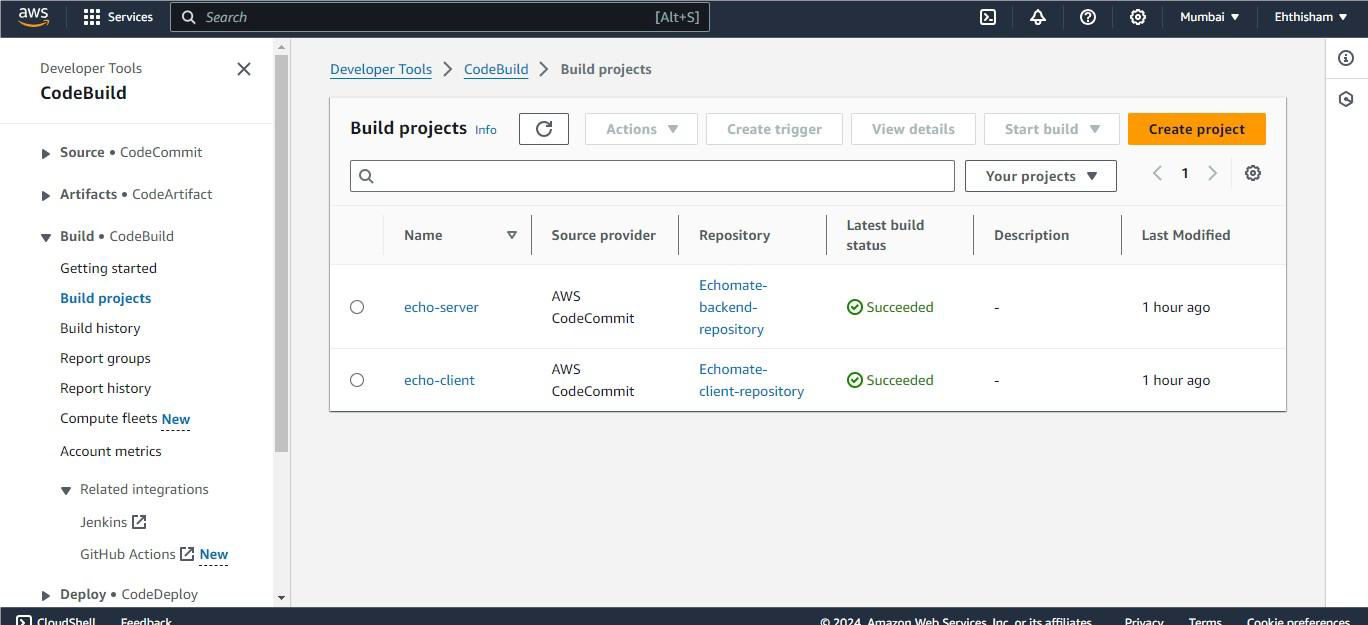 aws
Services
Search
[Alt+S]
Mumbai
Ehthisham
Developer Tools
CodeBuild
Source • CodeCommit
Artifacts • CodeArtifact
Build • CodeBuild
Getting started
Build projects
Build history
Report groups
Report history
Compute fleets New
Account metrics
Related integrations
Jenkins
GitHub Actions New
Deploy • CodeDeploy
Developer Tools > CodeBuild > Build projects
Build projects Info
Actions
Create trigger
View details
Start build
Create project
Your projects
1
Name
Source provider
Repository
Latest build
status
Description
Last Modified
echo-server
AWS
CodeCommit
Echomate-
backend-
repository
Succeeded
-
1 hour ago
echo-client
AWS
CodeCommit
Echomate-
client-repository
Succeeded
-
1 hour ago
CloudShell
Feedback
© 2024, Amazon Web Services, Inc. or its affiliates.
Privacy
Terms
Cookie preferences